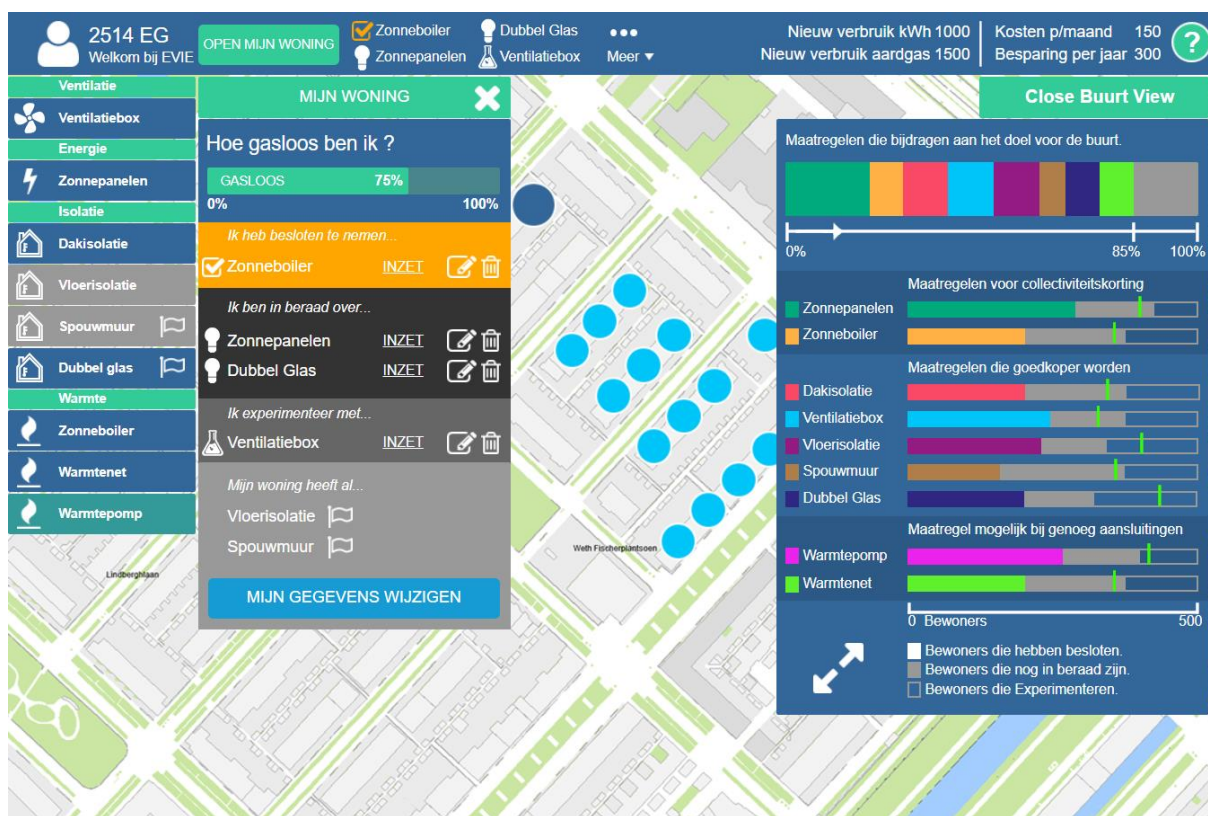 2514 EG
Welkom bij EVIE
OPEN MIJN WONING
Zonneboiler
Zonnepanelen
Dubbel Glas
Ventilatiebox
Meer
Nieuw verbruik kWh 1000
Nieuw verbruik aardgas 1500
Kosten p/maand 150
Besparing per jaar 300
?
Ventilatie
Ventilatiebox
Energie
Zonnepanelen
Isolatie
Dakisolatie
Vloerisolatie
Spouwmuur
Dubbel glas
Warmte
Zonneboiler
Warmtenet
Warmtepomp
MIJN WONING
Hoe gasloos ben ik ?
GASLOOS 75%
0% 100%
Ik heb besloten te nemen...
Zonneboiler INZET
Ik ben in beraad over...
Zonnepanelen INZET
Dubbel Glas INZET
Ik experimenteer met...
Ventilatiebox INZET
Mijn woning heeft al...
Vloerisolatie
Spouwmuur
MIJN GEGEVENS WIJZIGEN
Lindberghlaan
Weth Fischerplantsoen
Close Buurt View
Maatregelen die bijdragen aan het doel voor de buurt.
0% 85% 100%
Maatregelen voor collectiviteitskorting
Zonnepanelen
Zonneboiler
Maatregelen die goedkoper worden
Dakisolatie
Ventilatiebox
Vloerisolatie
Spouwmuur
Dubbel Glas
Maatregel mogelijk bij genoeg aansluitingen
Warmtepomp
Warmtenet
0 Bewoners 500
Bewoners die hebben besloten.
Bewoners die nog in beraad zijn.
Bewoners die Experimenteren.